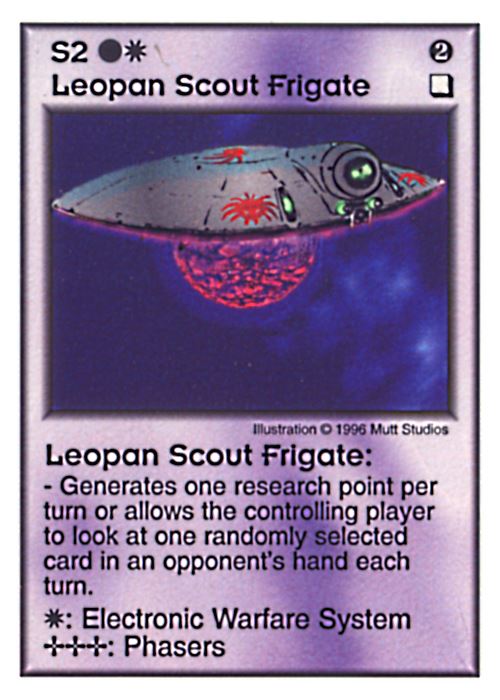 S2 ●✷ ❷
Leopan Scout Frigate
Illustration © 1996 Mutt Studios
Leopan Scout Frigate:
- Generates one research point per
turn or allows the controlling player
to look at one randomly selected
card in an opponent's hand each
turn.
✷: Electronic Warfare System
✢✢✢: Phasers